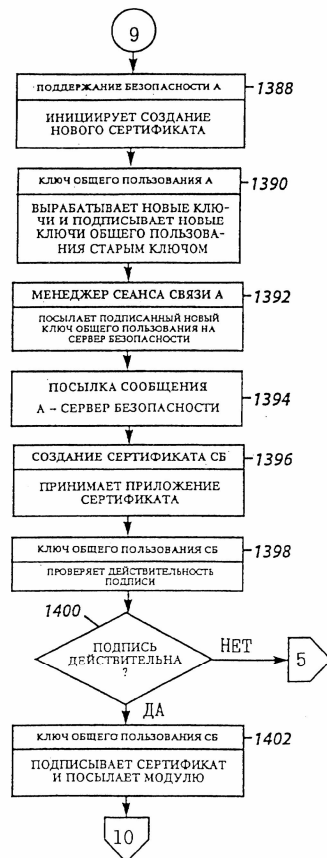 9
ПОДДЕРЖАНИЕ БЕЗОПАСНОСТИ А
1388
ИНИЦИИРУЕТ СОЗДАНИЕ
НОВОГО СЕРТИФИКАТА
КЛЮЧ ОБЩЕГО ПОЛЬЗОВАНИЯ А
1390
ВЫРАБАТЫВАЕТ НОВЫЕ КЛЮ-
ЧИ И ПОДПИСЫВАЕТ НОВЫЕ
КЛЮЧИ ОБЩЕГО ПОЛЬЗОВА-
НИЯ СТАРЫМ КЛЮЧОМ
МЕНЕДЖЕР СЕАНСА СВЯЗИ А
1392
ПОСЫЛАЕТ ПОДПИСАННЫЙ НОВЫЙ
КЛЮЧ ОБЩЕГО ПОЛЬЗОВАНИЯ НА
СЕРВЕР БЕЗОПАСНОСТИ
ПОСЫЛКА СООБЩЕНИЯ
1394
А – СЕРВЕР БЕЗОПАСНОСТИ
СОЗДАНИЕ СЕРТИФИКАТА СБ
1396
ПРИНИМАЕТ ПРИЛОЖЕНИЕ
СЕРТИФИКАТА
КЛЮЧ ОБЩЕГО ПОЛЬЗОВАНИЯ СБ
1398
ПРОВЕРЯЕТ ДЕЙСТВИТЕЛЬНОСТЬ
ПОДПИСИ
1400
ПОДПИСЬ
ДЕЙСТВИТЕЛЬНА
?
НЕТ
5
ДА
КЛЮЧ ОБЩЕГО ПОЛЬЗОВАНИЯ СБ
1402
ПОДПИСЫВАЕТ СЕРТИФИКАТ
И ПОСЫЛАЕТ МОДУЛЮ
10